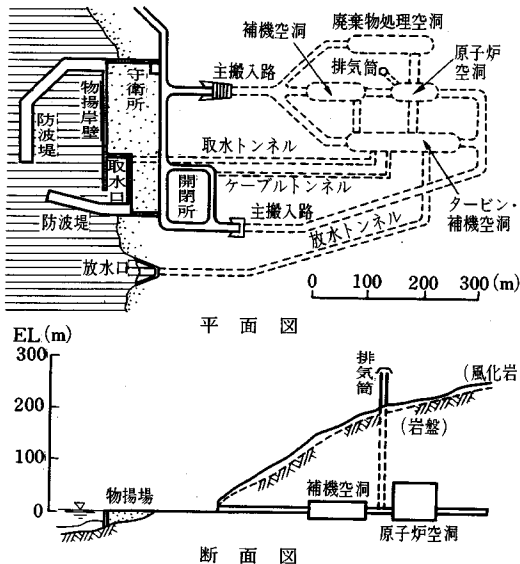 廃棄物処理空洞
補機空洞
排気筒
原子炉
空洞
守衛所
主搬入路
物揚岸壁
防波堤
取水トンネル
取水口
ケーブルトンネル
開閉所
主搬入路
タービン・
補機空洞
防波堤
放水トンネル
放水口
0 100 200 300 (m)
平面図
EL (m)
300
200
100
0
排気筒
(風化岩)
(岩盤)
物揚場
補機空洞
原子炉空洞
断面図